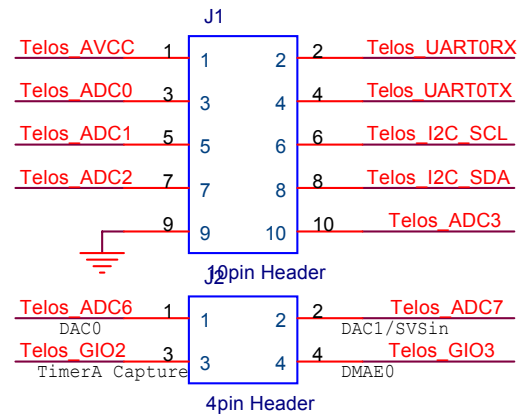 J1
Telos_AVCC 1 1 2 2 Telos_UART0RX
Telos_ADC0 3 3 4 4 Telos_UART0TX
Telos_ADC1 5 5 6 6 Telos_I2C_SCL
Telos_ADC2 7 7 8 8 Telos_I2C_SDA
9 9 10 10 Telos_ADC3
10pin Header
J2
Telos_ADC6 1 1 2 2 Telos_ADC7
DAC0 DAC1/SVSin
Telos_GIO2 3 3 4 4 Telos_GIO3
TimerA Capture DMAE0
4pin Header